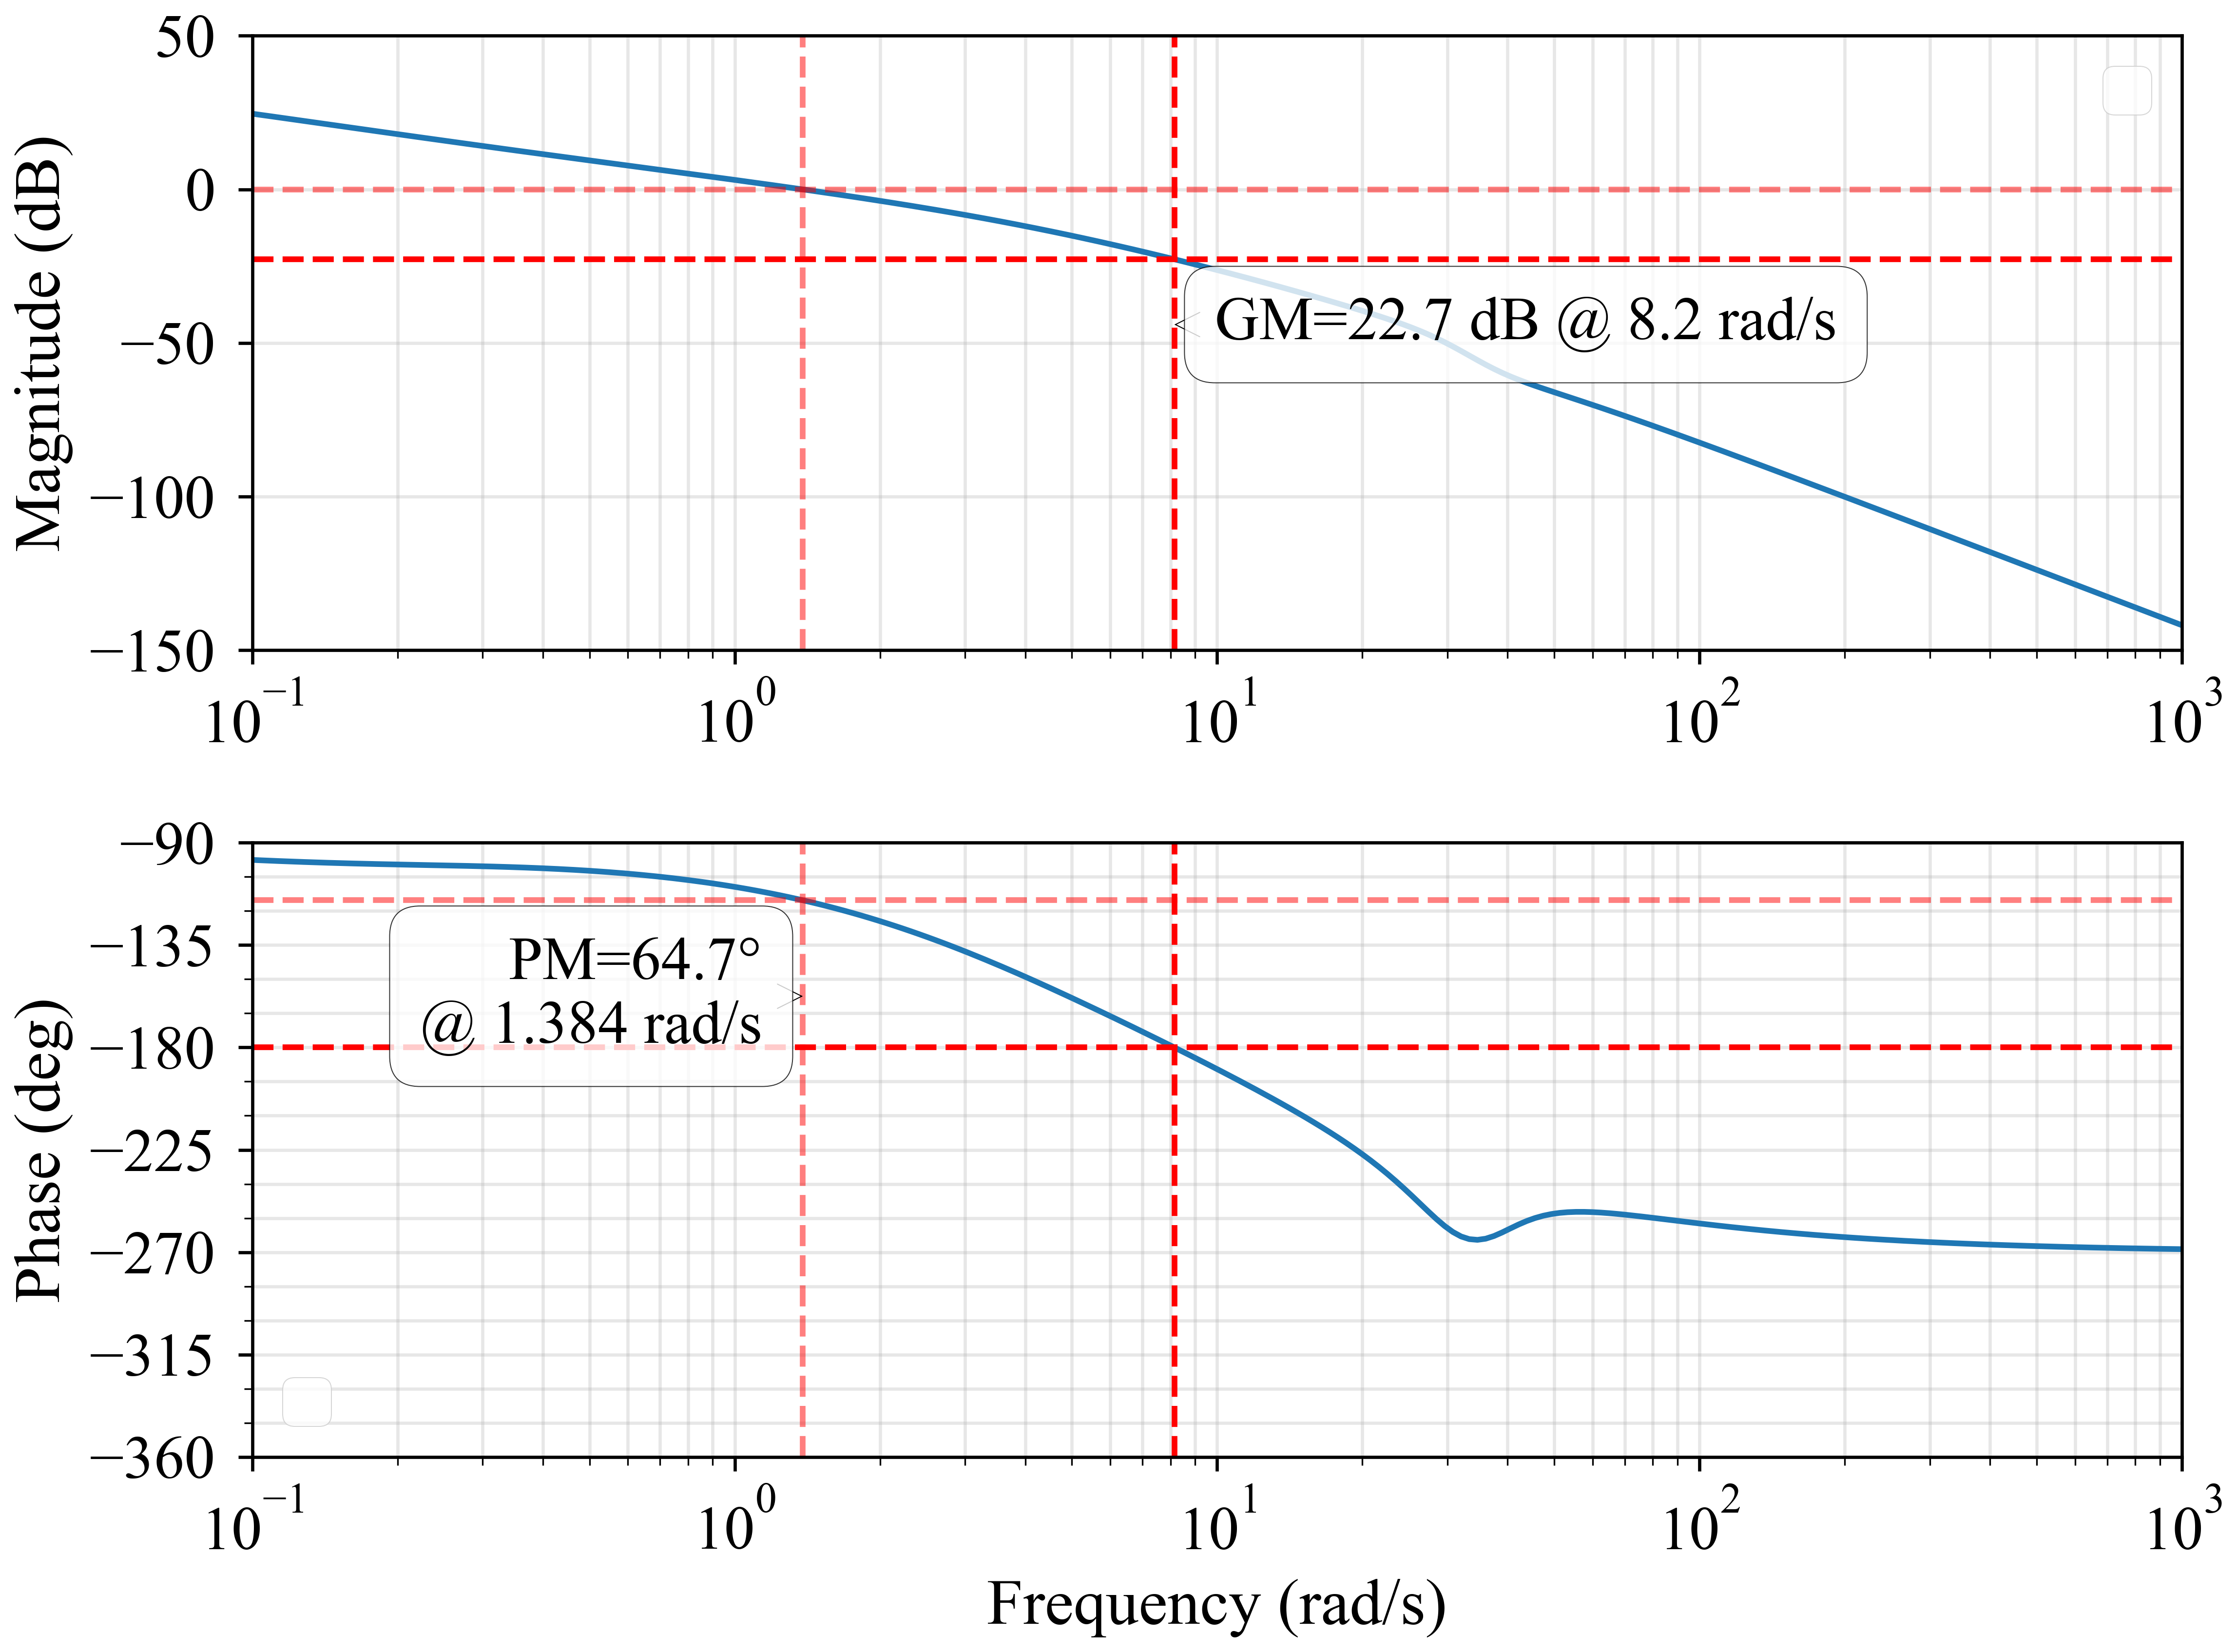 50
0
−50
−100
−150
Magnitude (dB)
GM=22.7 dB @ 8.2 rad/s
10⁻¹ 10⁰ 10¹ 10² 10³
−90
−135
−180
−225
−270
−315
−360
Phase (deg)
PM=64.7°
@ 1.384 rad/s
10⁻¹ 10⁰ 10¹ 10² 10³
Frequency (rad/s)